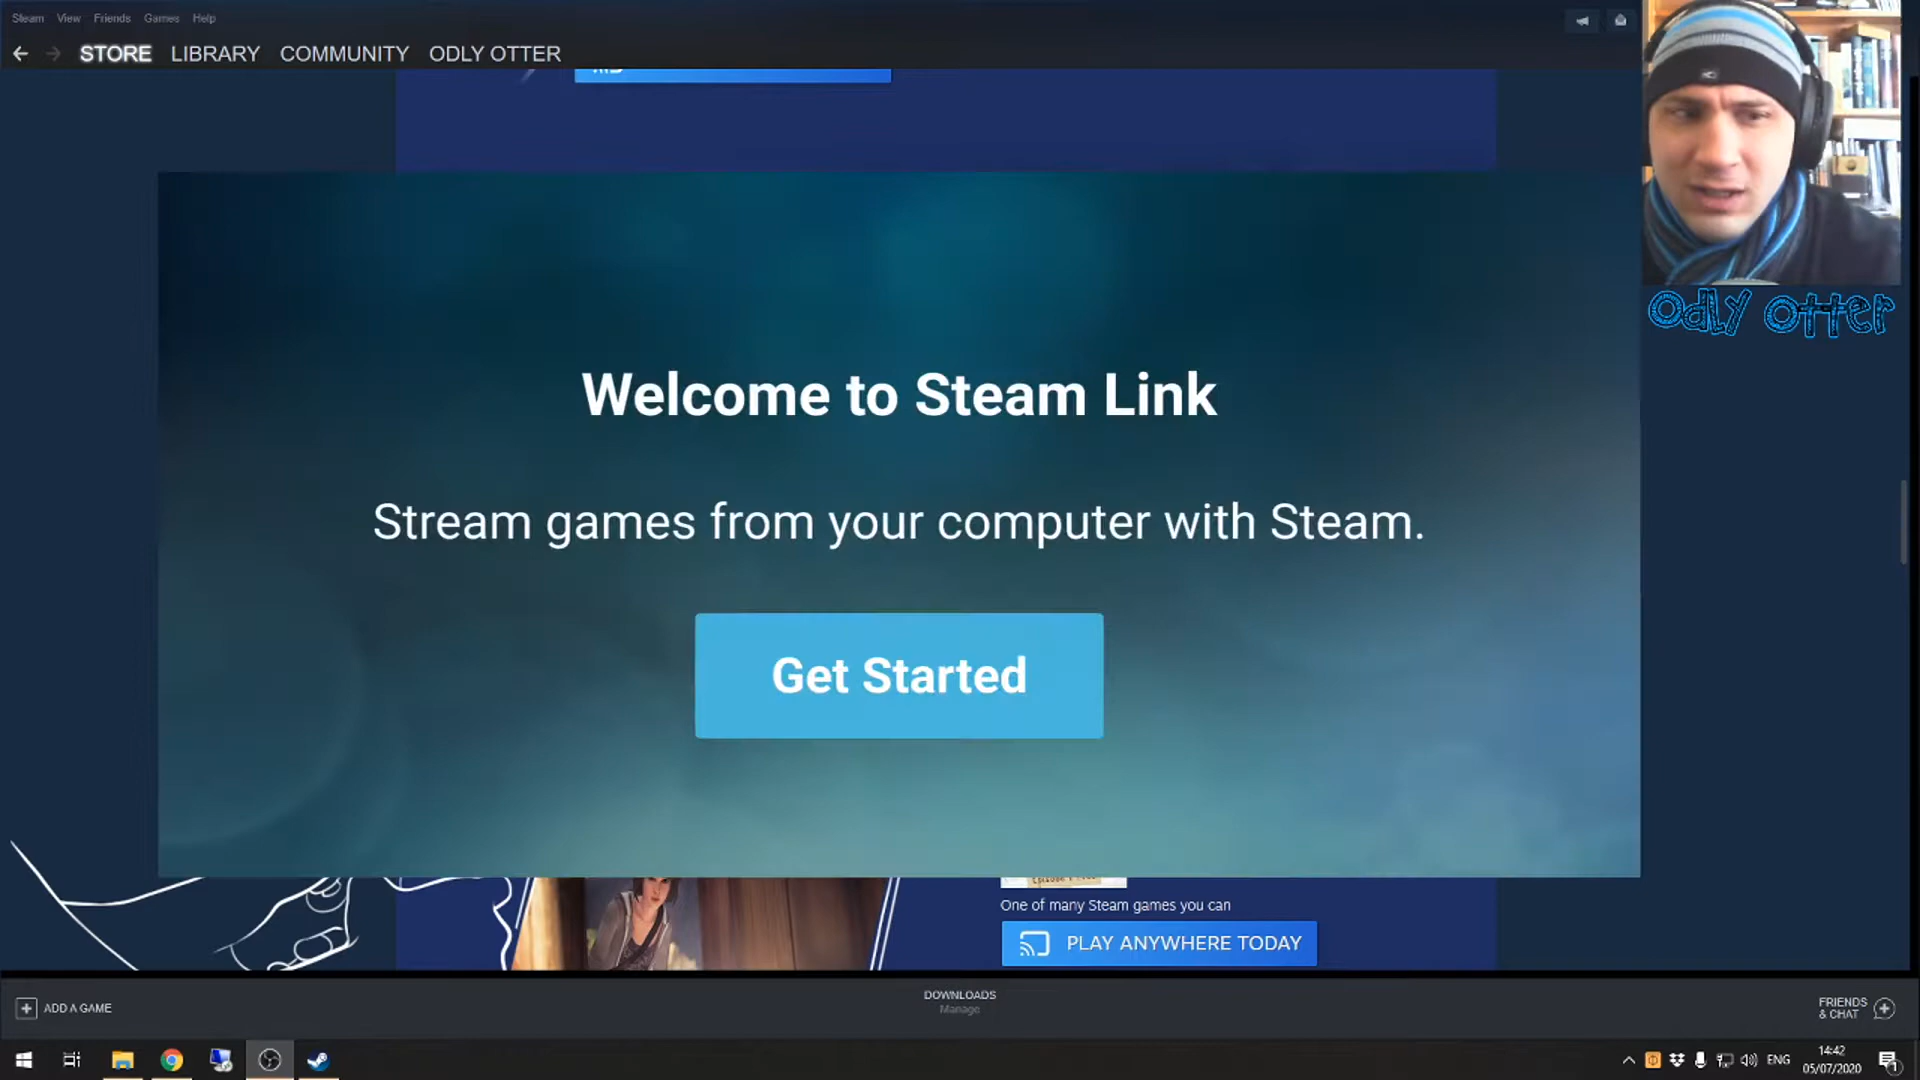 Steam View Friends Games Help
STORE LIBRARY COMMUNITY ODLY OTTER
Odly Otter
Welcome to Steam Link
Stream games from your computer with Steam.
Get Started
One of many Steam games you can
PLAY ANYWHERE TODAY
ADD A GAME
DOWNLOADS
Manage
FRIENDS
& CHAT
ENG
14:42
05/07/2020
1